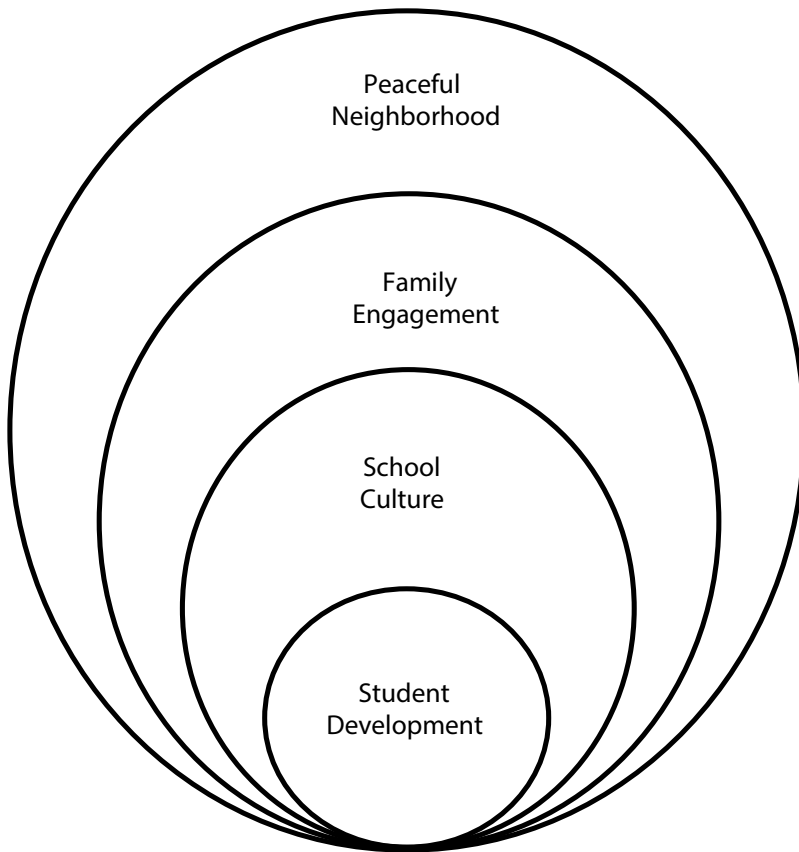 Peaceful
Neighborhood
Family
Engagement
School
Culture
Student
Development